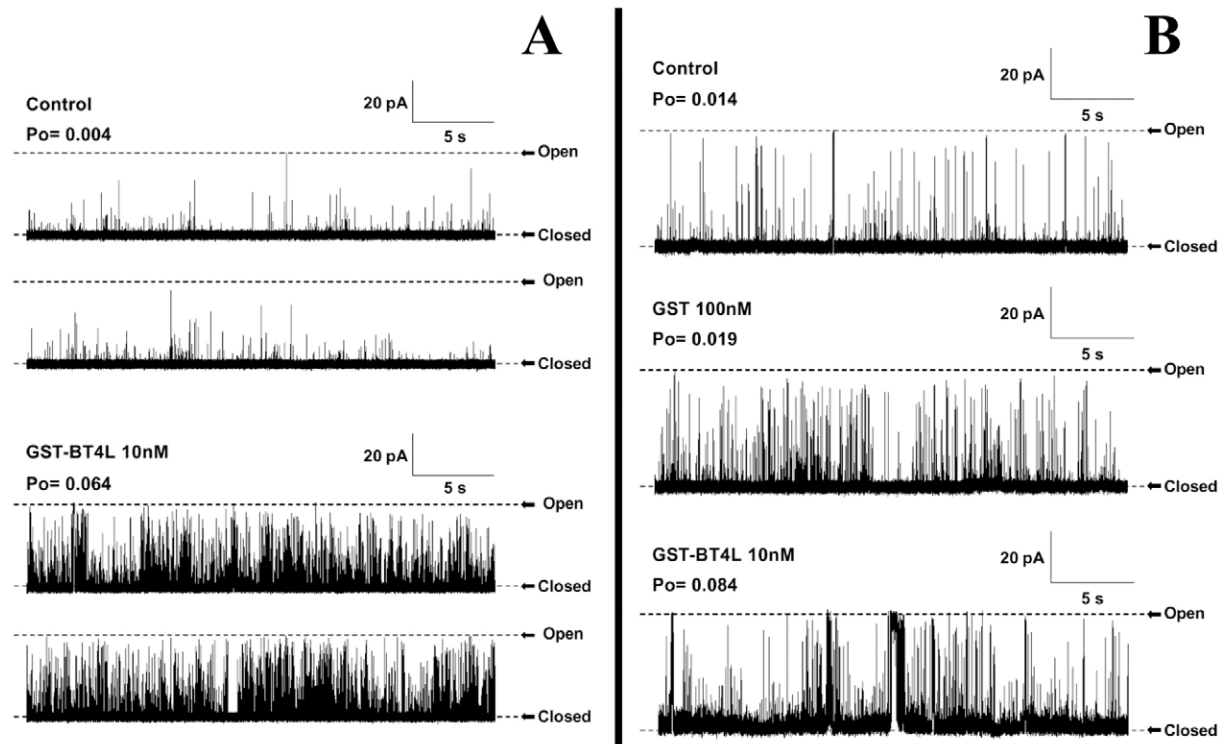 A
Control
Po= 0.004
20 pA
5 s
Open
Closed
Open
Closed
GST-BT4L 10nM
Po= 0.064
20 pA
5 s
Open
Closed
Open
Closed
B
Control
Po= 0.014
20 pA
5 s
Open
Closed
GST 100nM
Po= 0.019
20 pA
5 s
Open
Closed
GST-BT4L 10nM
Po= 0.084
20 pA
5 s
Open
Closed